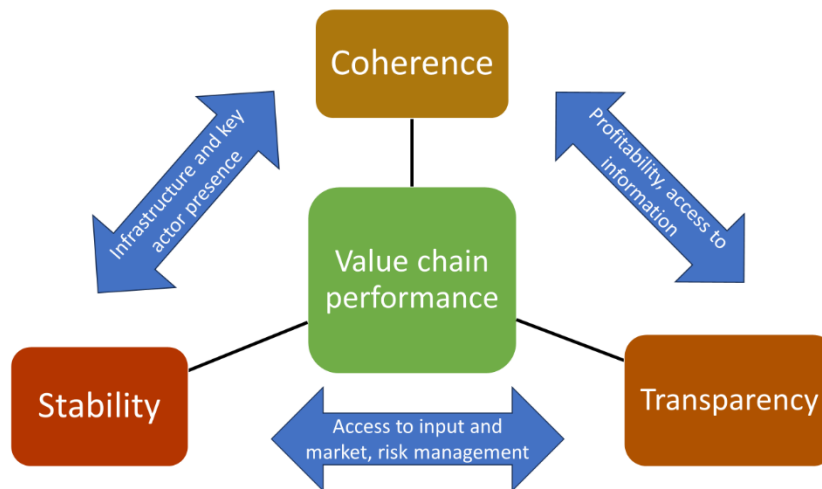 Coherence
Infrastructure and key
actor presence
Profitability, access to
information
Value chain
performance
Stability
Transparency
Access to input and
market, risk management